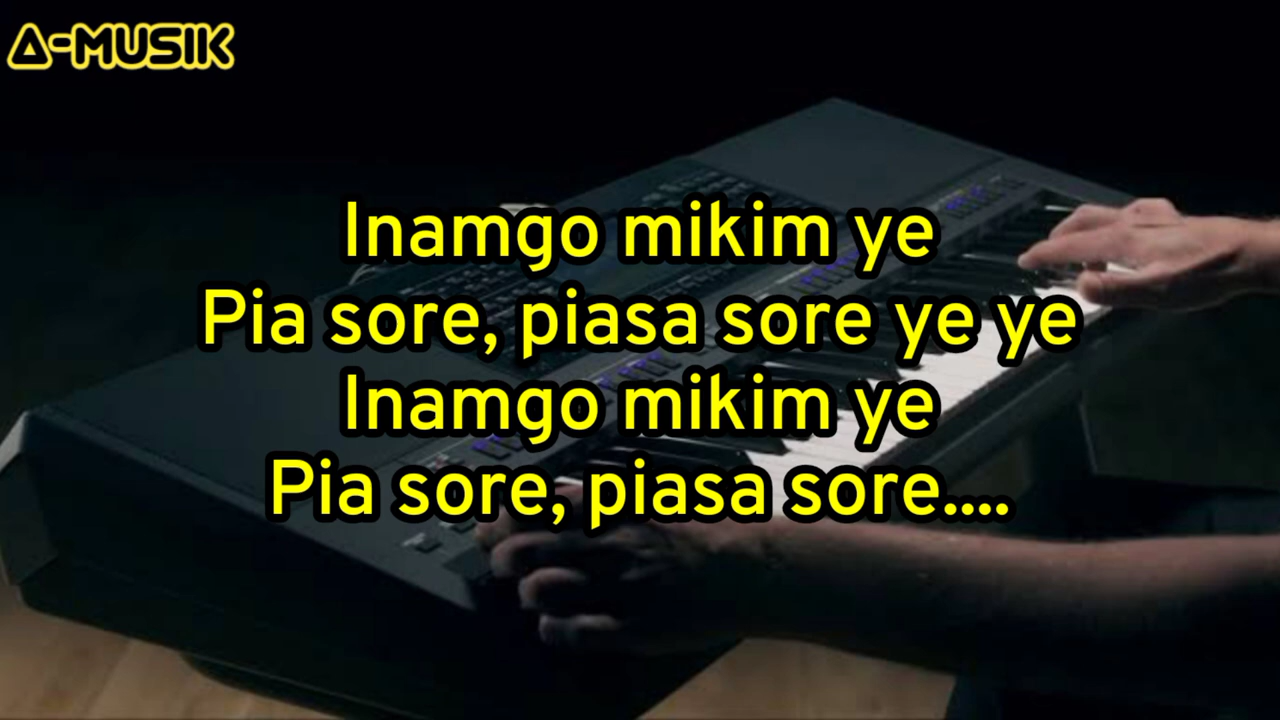 A-MUSIK
Inamgo mikim ye
Pia sore, piasa sore ye ye
Inamgo mikim ye
Pia sore, piasa sore....